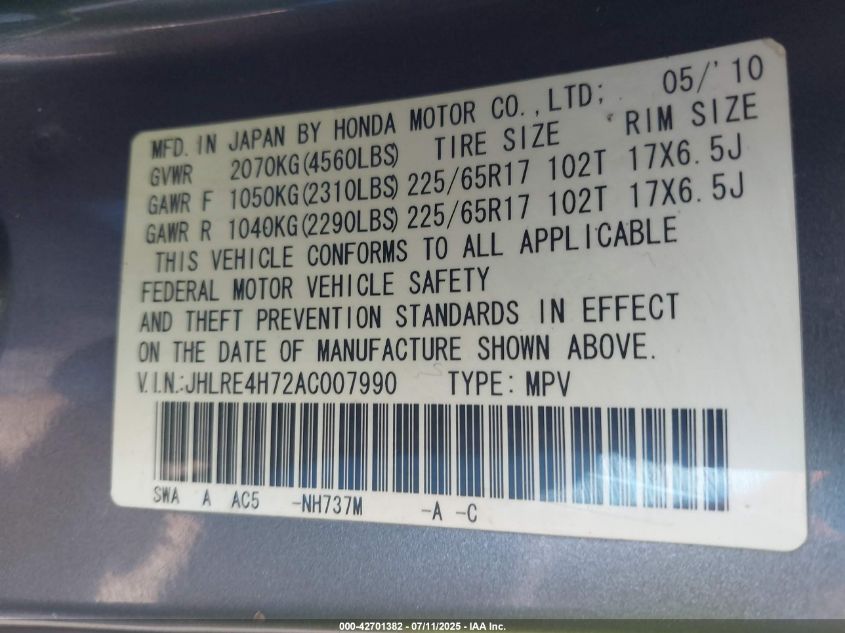 MFD. IN JAPAN BY HONDA MOTOR CO.,LTD; 05/'10
GVWR 2070KG(4560LBS) TIRE SIZE RIM SIZE
GAWR F 1050KG(2310LBS) 225/65R17 102T 17X6.5J
GAWR R 1040KG(2290LBS) 225/65R17 102T 17X6.5J
THIS VEHICLE CONFORMS TO ALL APPLICABLE
FEDERAL MOTOR VEHICLE SAFETY
AND THEFT PREVENTION STANDARDS IN EFFECT
ON THE DATE OF MANUFACTURE SHOWN ABOVE.
V.I.N.:JHLRE4H72AC007990 TYPE: MPV
SWA A AC5 -NH737M -A -C
000-42701382 - 07/11/2025 - IAA Inc.